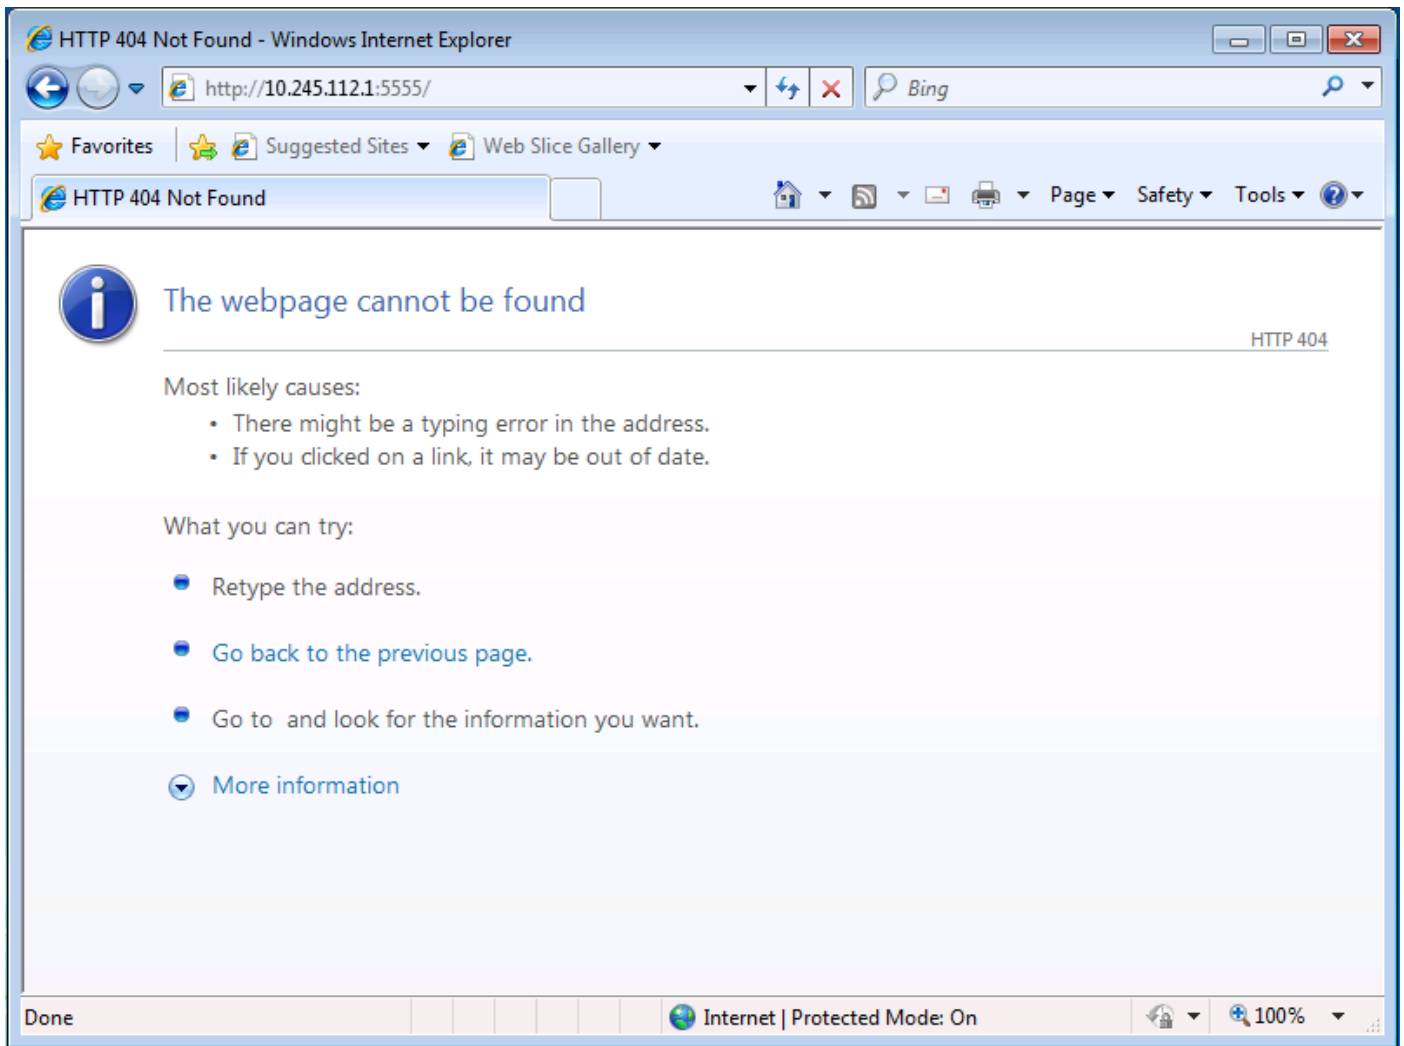 HTTP 404 Not Found - Windows Internet Explorer
http://10.245.112.1:5555/ Bing
Favorites Suggested Sites Web Slice Gallery
HTTP 404 Not Found Page Safety Tools
The webpage cannot be found
HTTP 404
Most likely causes:
• There might be a typing error in the address.
• If you clicked on a link, it may be out of date.
What you can try:
Retype the address.
Go back to the previous page.
Go to  and look for the information you want.
More information
Done Internet | Protected Mode: On 100%